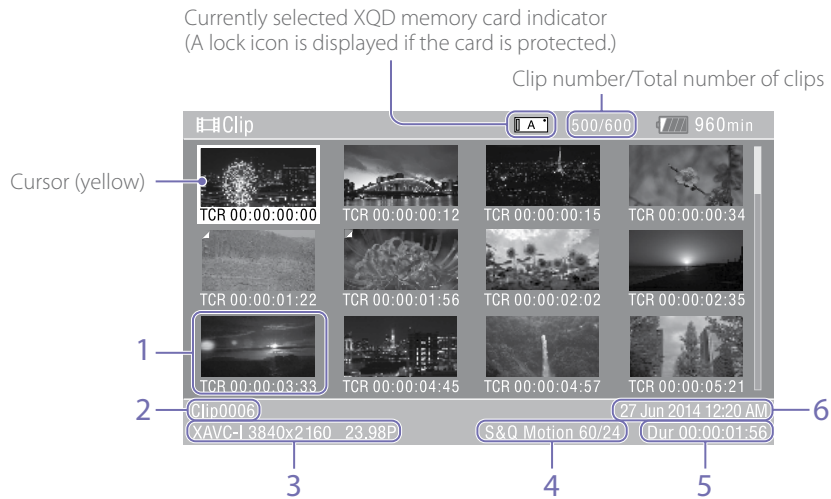 Currently selected XQD memory card indicator
(A lock icon is displayed if the card is protected.)
Clip number/Total number of clips
Clip
A
500/600
960min
Cursor (yellow)
TCR 00:00:00:00
TCR 00:00:00:12
TCR 00:00:00:15
TCR 00:00:00:34
TCR 00:00:01:22
TCR 00:00:01:56
TCR 00:00:02:02
TCR 00:00:02:35
1
TCR 00:00:03:33
TCR 00:00:04:45
TCR 00:00:04:57
TCR 00:00:05:21
2
Clip0006
27 Jun 2014 12:20 AM
6
XAVC-I 3840x2160 23.98P
S&Q Motion 60/24
Dur 00:00:01:56
3
4
5